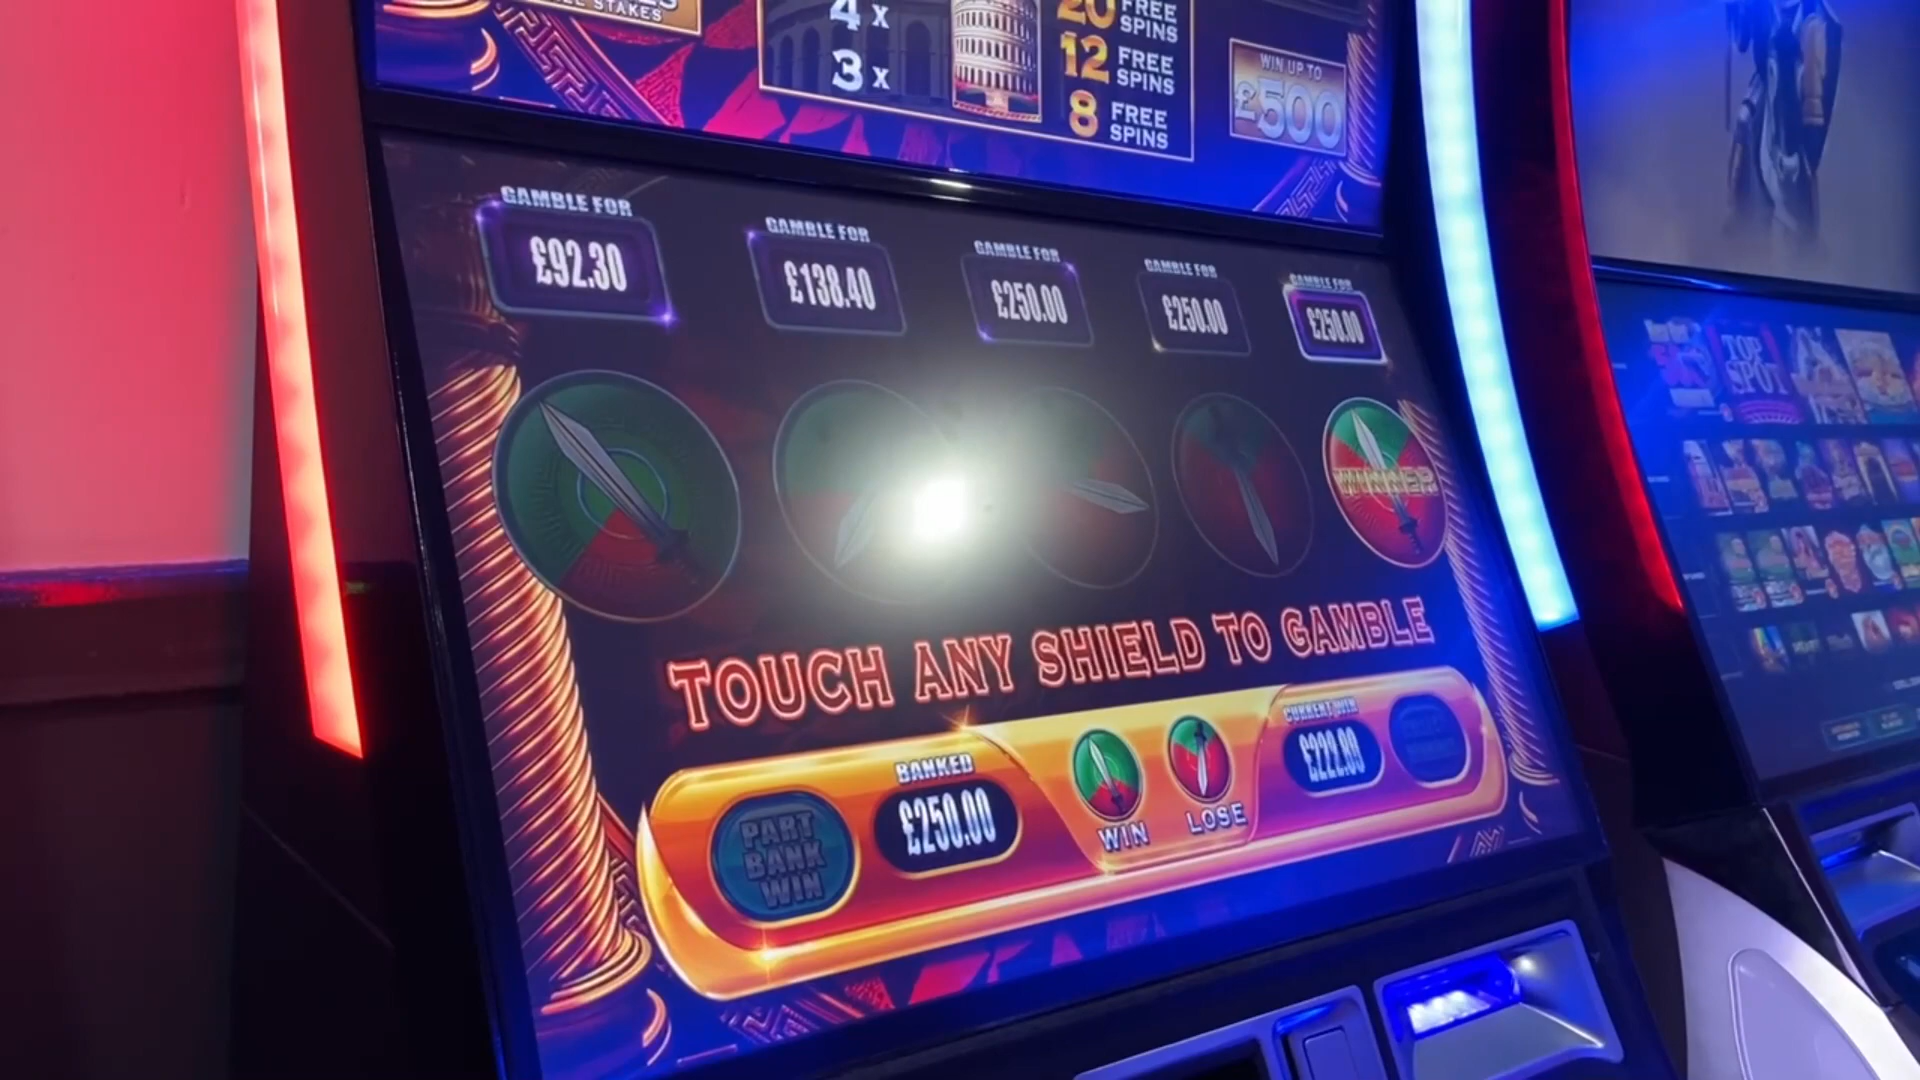 STAKES
4 x
3 x
20 FREE SPINS
12 FREE SPINS
8 FREE SPINS
WIN UP TO
£500
GAMBLE FOR
£92.30
GAMBLE FOR
£138.40
GAMBLE FOR
£250.00
GAMBLE FOR
£250.00
GAMBLE FOR
£250.00
WINNER
TOUCH ANY SHIELD TO GAMBLE
PART
BANK
WIN
BANKED
£250.00
WIN
LOSE
CURRENT WIN
£222.80
TOP
SPOT